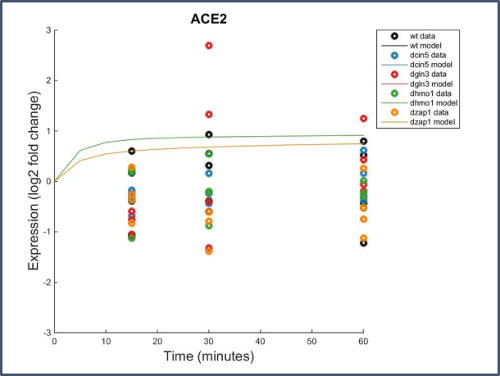 ACE2
wt data
wt model
dcin5 data
dcin5 model
dgln3 data
dgln3 model
dhmo1 data
dhmo1 model
dzap1 data
dzap1 model
Expression (log2 fold change)
3
2
1
0
-1
-2
-3
0 10 20 30 40 50 60
Time (minutes)